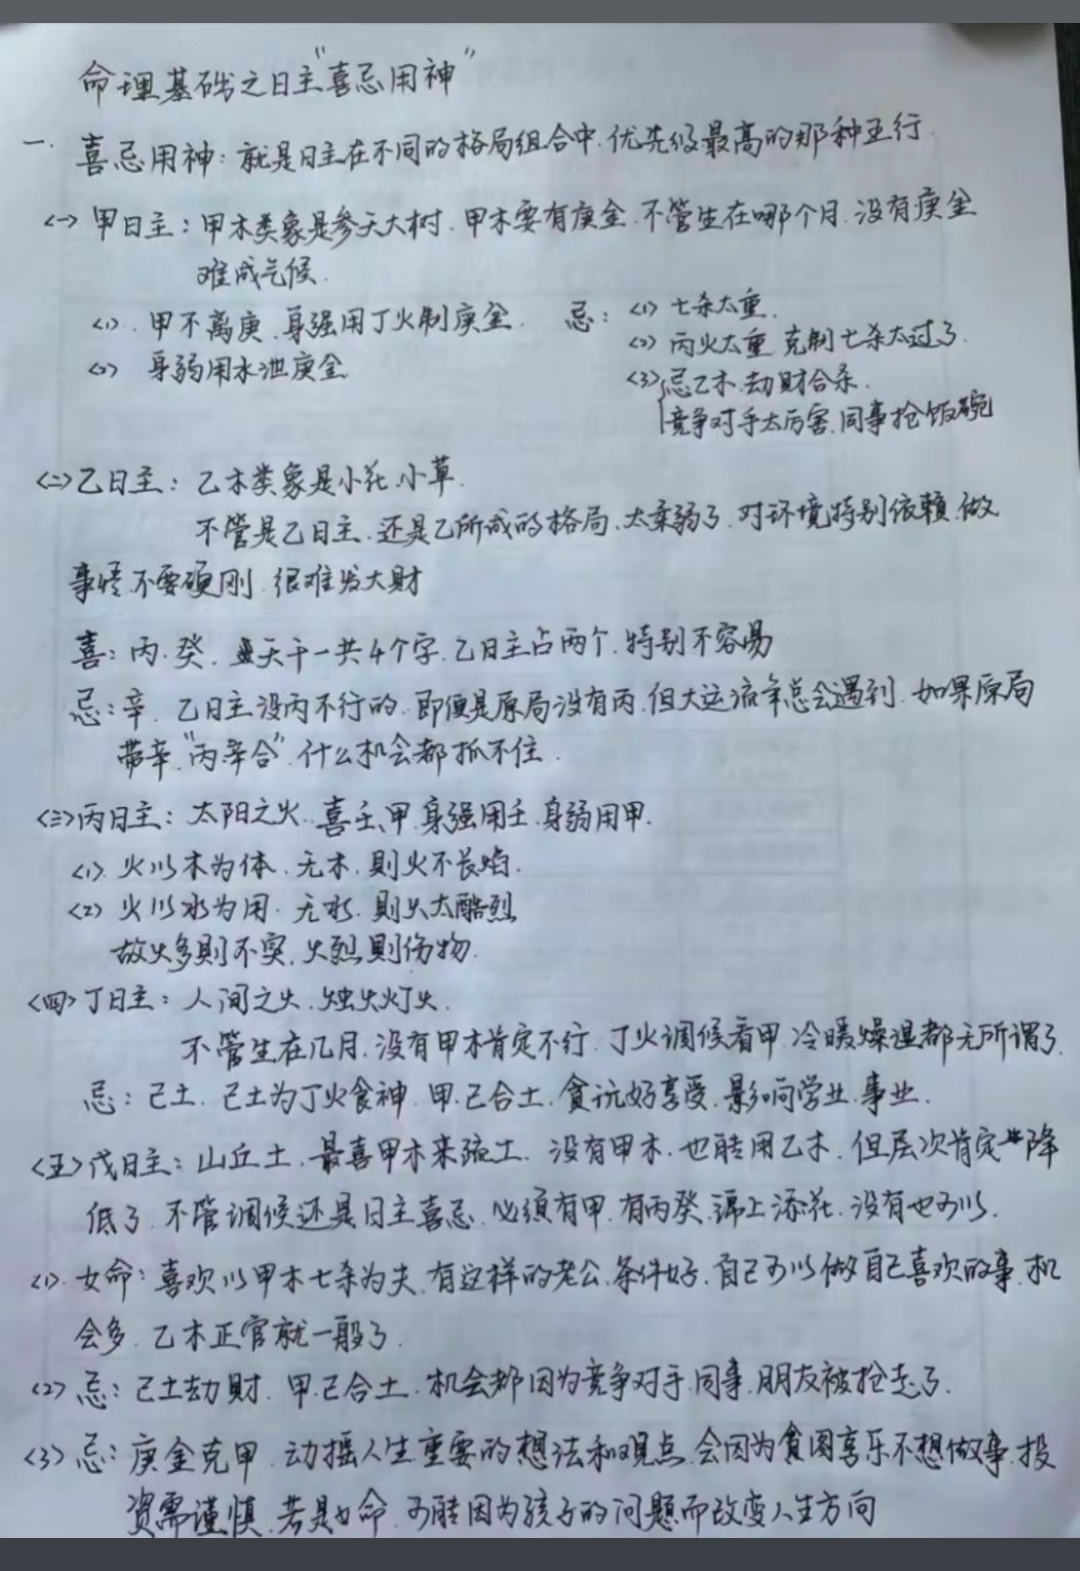 命理基础之日主"喜忌用神"
一. 喜忌用神：就是日主在不同的格局组合中.优先级最高的那种五行
<一> 甲日主：甲木类象是参天大树.甲木要有庚金.不管生在哪个月.没有庚金
难成气候.
<1>. 甲不离庚.身强用丁火制庚金. 忌：<1> 七杀太重.
<2> 丙火太重 克制七杀太过了.
<2> 身弱用水泄庚金
<3> 忌乙木.劫财合杀.
竞争对手太厉害.同事抢饭碗
<二>乙日主：乙木类象是小花.小草.
不管是乙日主.还是乙所成的格局.太柔弱了.对环境特别依赖.做
事情.不要硬刚.很难发大财
喜：丙.癸. 天干一共4个字.乙日主占两个.特别不容易
忌：辛. 乙日主没丙不行的.即便是原局没有丙.但大运流年总会遇到.如果原局
带辛."丙辛合".什么机会都抓不住.
<三>丙日主：太阳之火. 喜壬.甲.身强用壬.身弱用甲.
<1>. 火以木为体.无木.则火不长焰.
<2> 火以水为用. 无水.则火太酷烈
故火多则不实.火烈则伤物.
<四>丁日主：人间之火.烛火灯火.
不管生在几月.没有甲木肯定不行.丁火调候看甲.冷暖燥湿都无所谓了.
忌：己土. 己土为丁火食神.甲.己合土.贪玩好享受.影响学业.事业.
<五>戊日主：山丘土.最喜甲木来疏土. 没有甲木.也能用乙木.但层次肯定降
低了.不管调候还是日主喜忌.必须有甲.有丙癸.锦上添花.没有也可以.
<1>. 女命：喜欢以甲木七杀为夫.有这样的老公.条件好.自己可以做自己喜欢的事.机
会多. 乙木正官就一般了.
<2> 忌：己土劫财. 甲.己合土.机会都因为竞争对手.同事.朋友被抢走了.
<3> 忌：庚金克甲.动摇人生重要的想法和观点.会因为贪图享乐不想做事.投
资需谨慎.若是女命.可能因为孩子的问题而改变人生方向